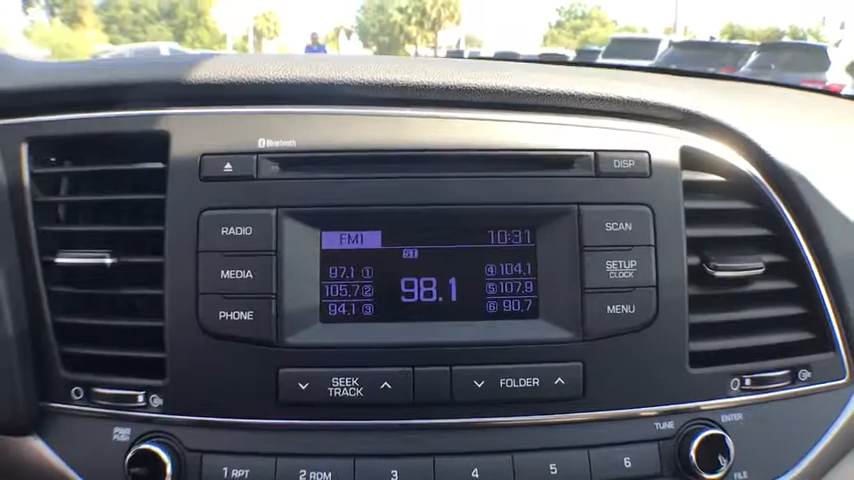 Bluetooth
DISP
RADIO
MEDIA
PHONE
FM1 10:31
ST
97.1 1 4 104.1
105.7 2 98.1 5 107.9
94.1 3 6 90.7
SCAN
SETUP
CLOCK
MENU
SEEK
TRACK
FOLDER
PWR
PUSH
TUNE
ENTER
FILE
1 RPT 2 RDM 3 4 5 6